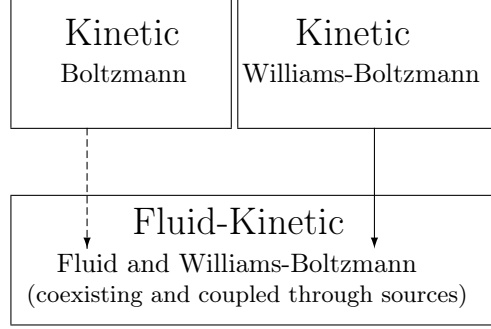 Kinetic
Boltzmann
Kinetic
Williams-Boltzmann
Fluid-Kinetic
Fluid and Williams-Boltzmann
(coexisting and coupled through sources)